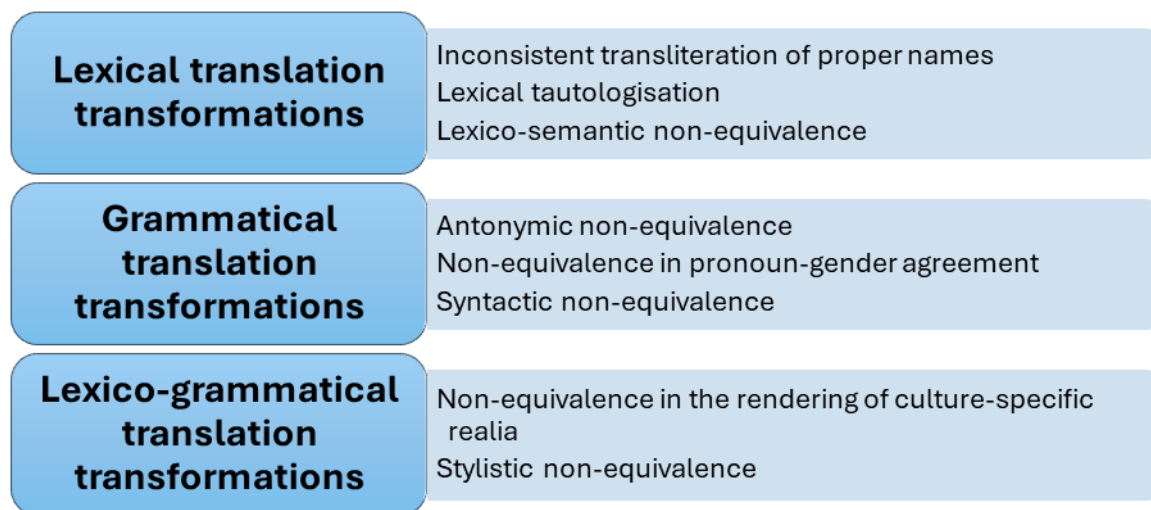 Lexical translation
transformations
Inconsistent transliteration of proper names
Lexical tautologisation
Lexico-semantic non-equivalence
Grammatical
translation
transformations
Antonymic non-equivalence
Non-equivalence in pronoun-gender agreement
Syntactic non-equivalence
Lexico-grammatical
translation
transformations
Non-equivalence in the rendering of culture-specific
realia
Stylistic non-equivalence